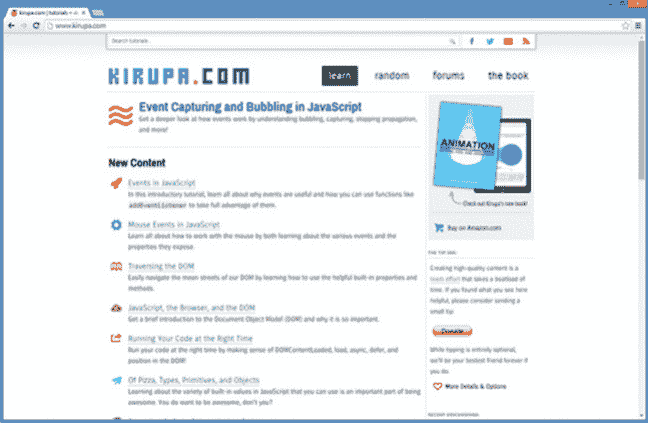 kirupa.com | tutorials
www.kirupa.com
Search tutorials...
KIRUPA.COM
learn
random
forums
the book
Event Capturing and Bubbling in JavaScript
Get a deeper look at how events work by understanding bubbling, capturing, stopping propagation,
and more!
New Content
Events in JavaScript
In this introductory tutorial, learn all about why events are useful and how you can use functions like
addEventListener to take full advantage of them.
Mouse Events in JavaScript
Learn all about how to work with the mouse by both learning about the various events and the
properties they expose.
Traversing the DOM
Easily navigate the mean streets of our DOM by learning how to use the helpful built-in properties and
methods.
JavaScript, the Browser, and the DOM
Get a brief introduction to the Document Object Model (DOM) and why it is so important.
Running Your Code at the Right Time
Run your code at the right time by making sense of DOMContentLoaded, load, async, defer, and
position in the DOM!
Of Pizza, Types, Primitives, and Objects
Learning about the variety of built-in values in JavaScript that you can use is an important part of being
awesome. You do want to be awesome, don't you?
ANIMATION
Check out Kirupa's new book!
Buy on Amazon.com
THE TIP JAR
Creating high-quality content is a
team effort that takes a boatload of
time. If you found what you see here
helpful, please consider sending a
small tip:
Donate
While tipping is entirely optional,
we'll be your bestest friend forever if
you do.
More Details & Options